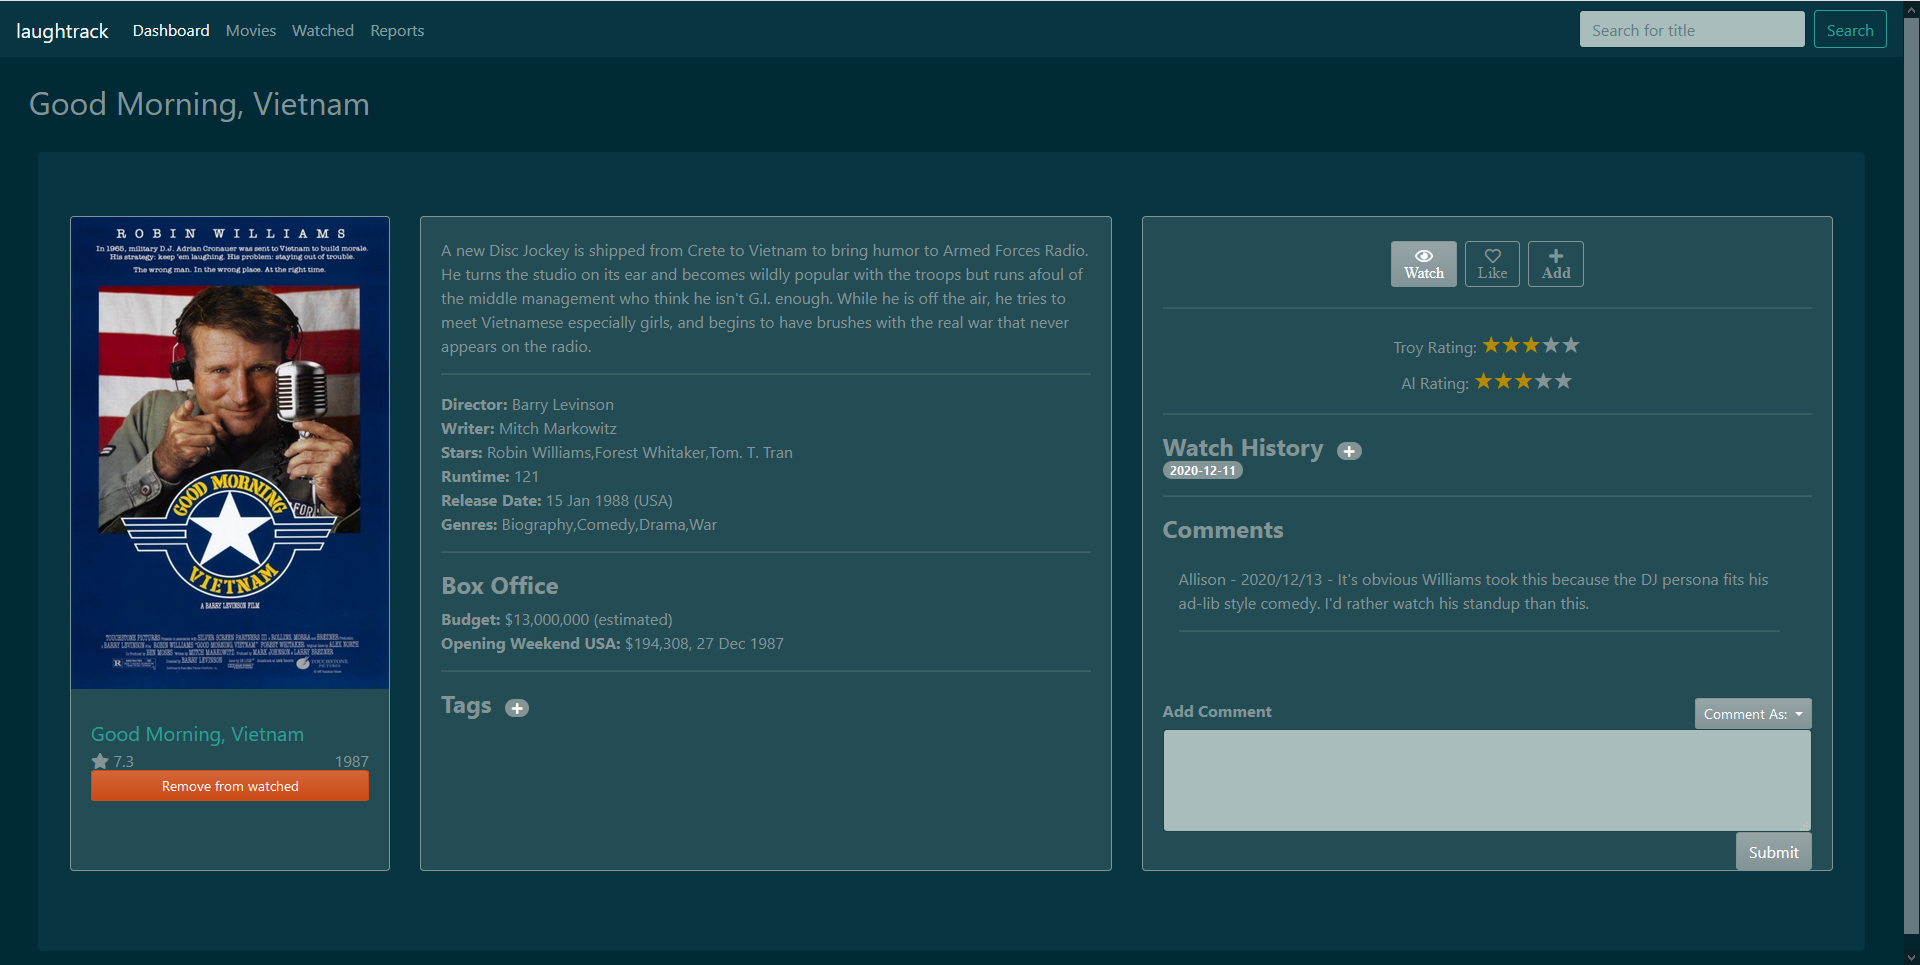 laughtrack Dashboard Movies Watched Reports Search for title Search
Good Morning, Vietnam
ROBIN WILLIAMS
In 1965, military D.J. Adrian Cronauer was sent to Vietnam to build morale.
His strategy: keep 'em laughing. His problem: staying out of trouble.
The wrong man. In the wrong place. At the right time.
GOOD MORNING
VIETNAM
A BARRY LEVINSON FILM
Good Morning, Vietnam
7.3 1987
Remove from watched
A new Disc Jockey is shipped from Crete to Vietnam to bring humor to Armed Forces Radio.
He turns the studio on its ear and becomes wildly popular with the troops but runs afoul of
the middle management who think he isn't G.I. enough. While he is off the air, he tries to
meet Vietnamese especially girls, and begins to have brushes with the real war that never
appears on the radio.
Director: Barry Levinson
Writer: Mitch Markowitz
Stars: Robin Williams,Forest Whitaker,Tom. T. Tran
Runtime: 121
Release Date: 15 Jan 1988 (USA)
Genres: Biography,Comedy,Drama,War
Box Office
Budget: $13,000,000 (estimated)
Opening Weekend USA: $194,308, 27 Dec 1987
Tags +
Watch Like Add
Troy Rating: ★★★★★
Al Rating: ★★★★★
Watch History +
2020-12-11
Comments
Allison - 2020/12/13 - It's obvious Williams took this because the DJ persona fits his
ad-lib style comedy. I'd rather watch his standup than this.
Add Comment Comment As:
Submit